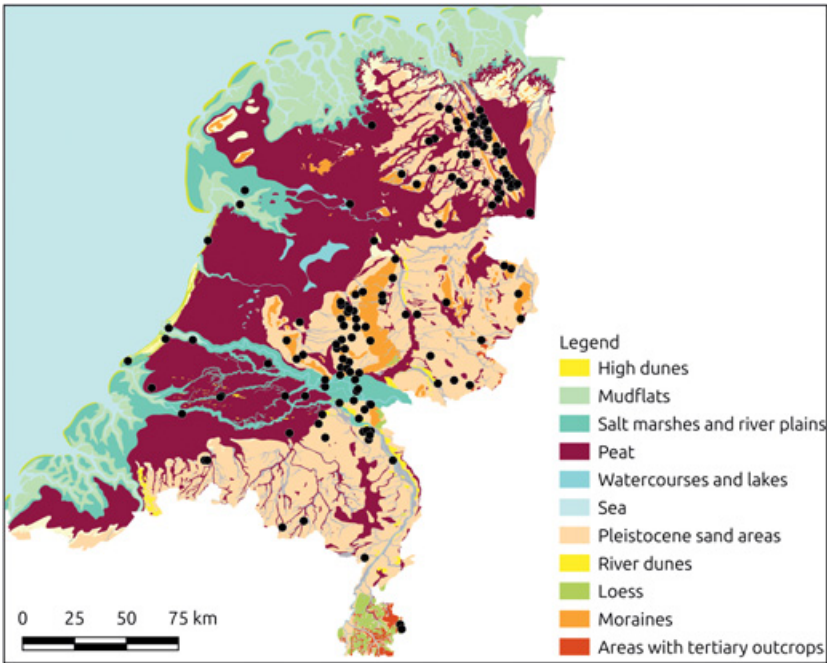 Legend
High dunes
Mudflats
Salt marshes and river plains
Peat
Watercourses and lakes
Sea
Pleistocene sand areas
River dunes
Loess
Moraines
Areas with tertiary outcrops
0 25 50 75 km